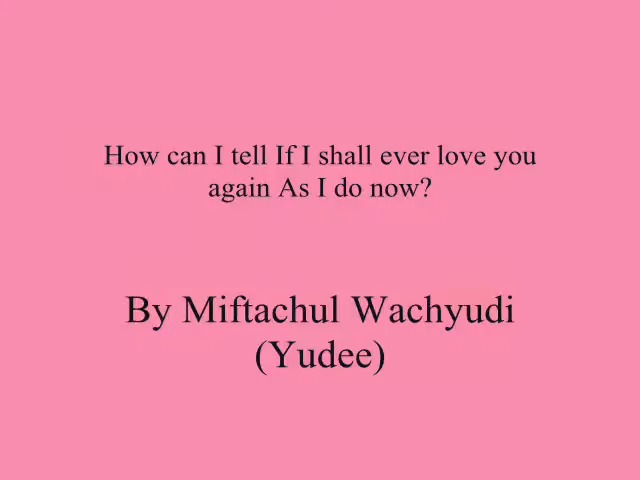 How can I tell If I shall ever love you
again As I do now?
By Miftachul Wachyudi
(Yudee)